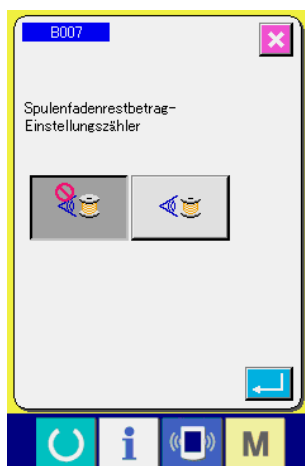 B007
Spulenfadenrestbetrag-
Einstellungszähler
i
M